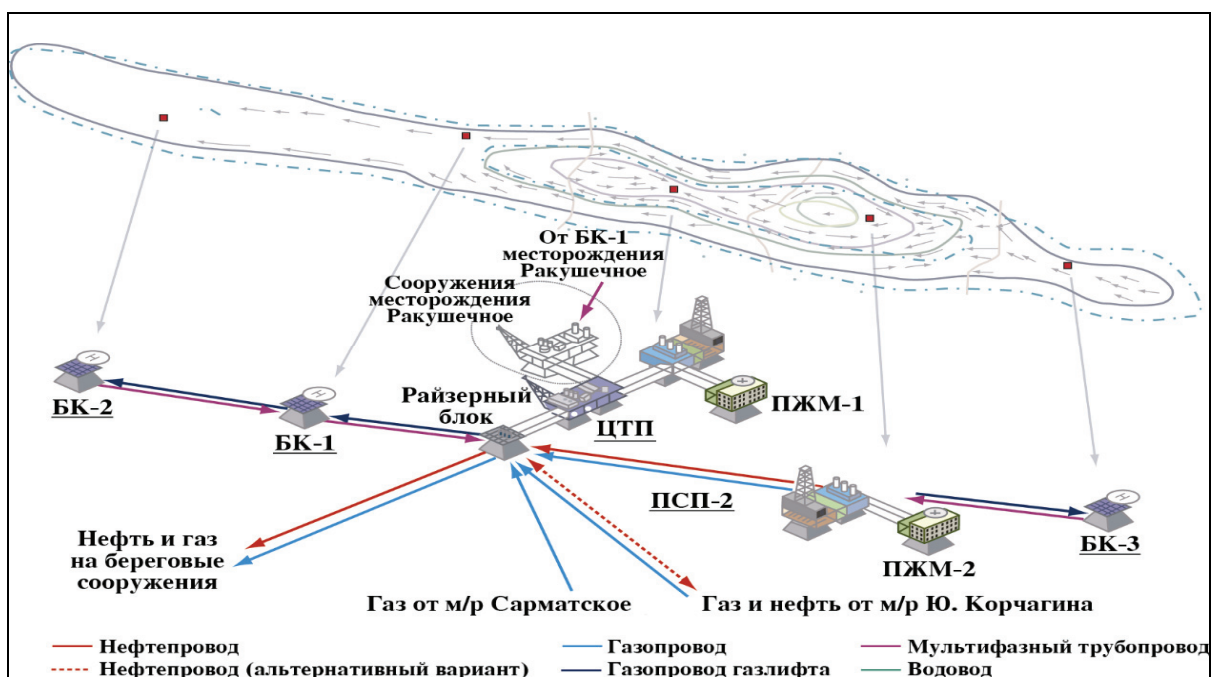 От БК-1
месторождения
Ракушечное
Сооружения
месторождения
Ракушечное
Н
БК-2
Н
БК-1
Райзерный
блок
ЦТП
ПЖМ-1
ПСП-2
ПЖМ-2
Н
БК-3
Нефть и газ
на береговые
сооружения
Газ от м/р Сарматское
Газ и нефть от м/р Ю. Корчагина
Нефтепровод
Газопровод
Мультифазный трубопровод
Нефтепровод (альтернативный вариант)
Газопровод газлифта
Водовод